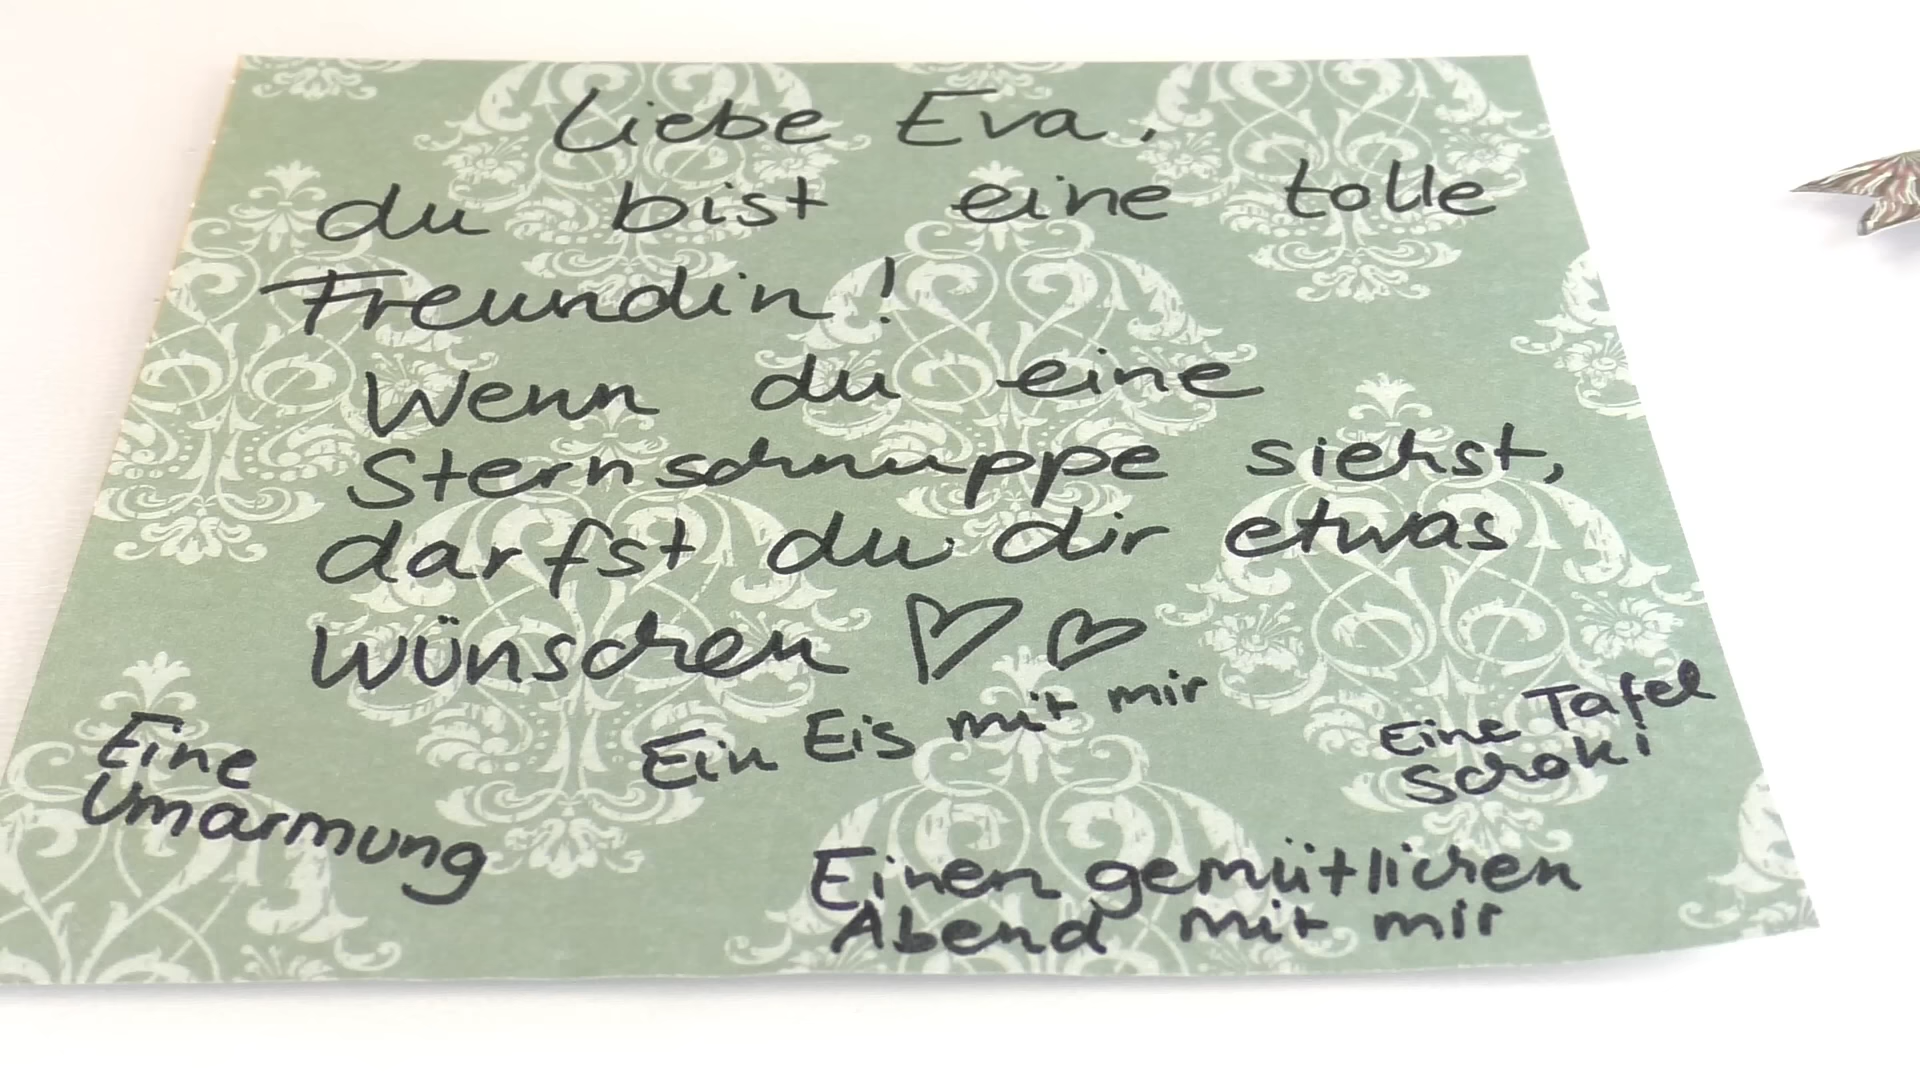 Liebe Eva,
du bist eine tolle
Freundin!
Wenn du eine
Sternschnuppe siehst,
darfst du dir etwas
wünschen ♡ ♡
Eine
Umarmung
Ein Eis mit mir
Eine Tafel
Schoki
Einen gemütlichen
Abend mit mir